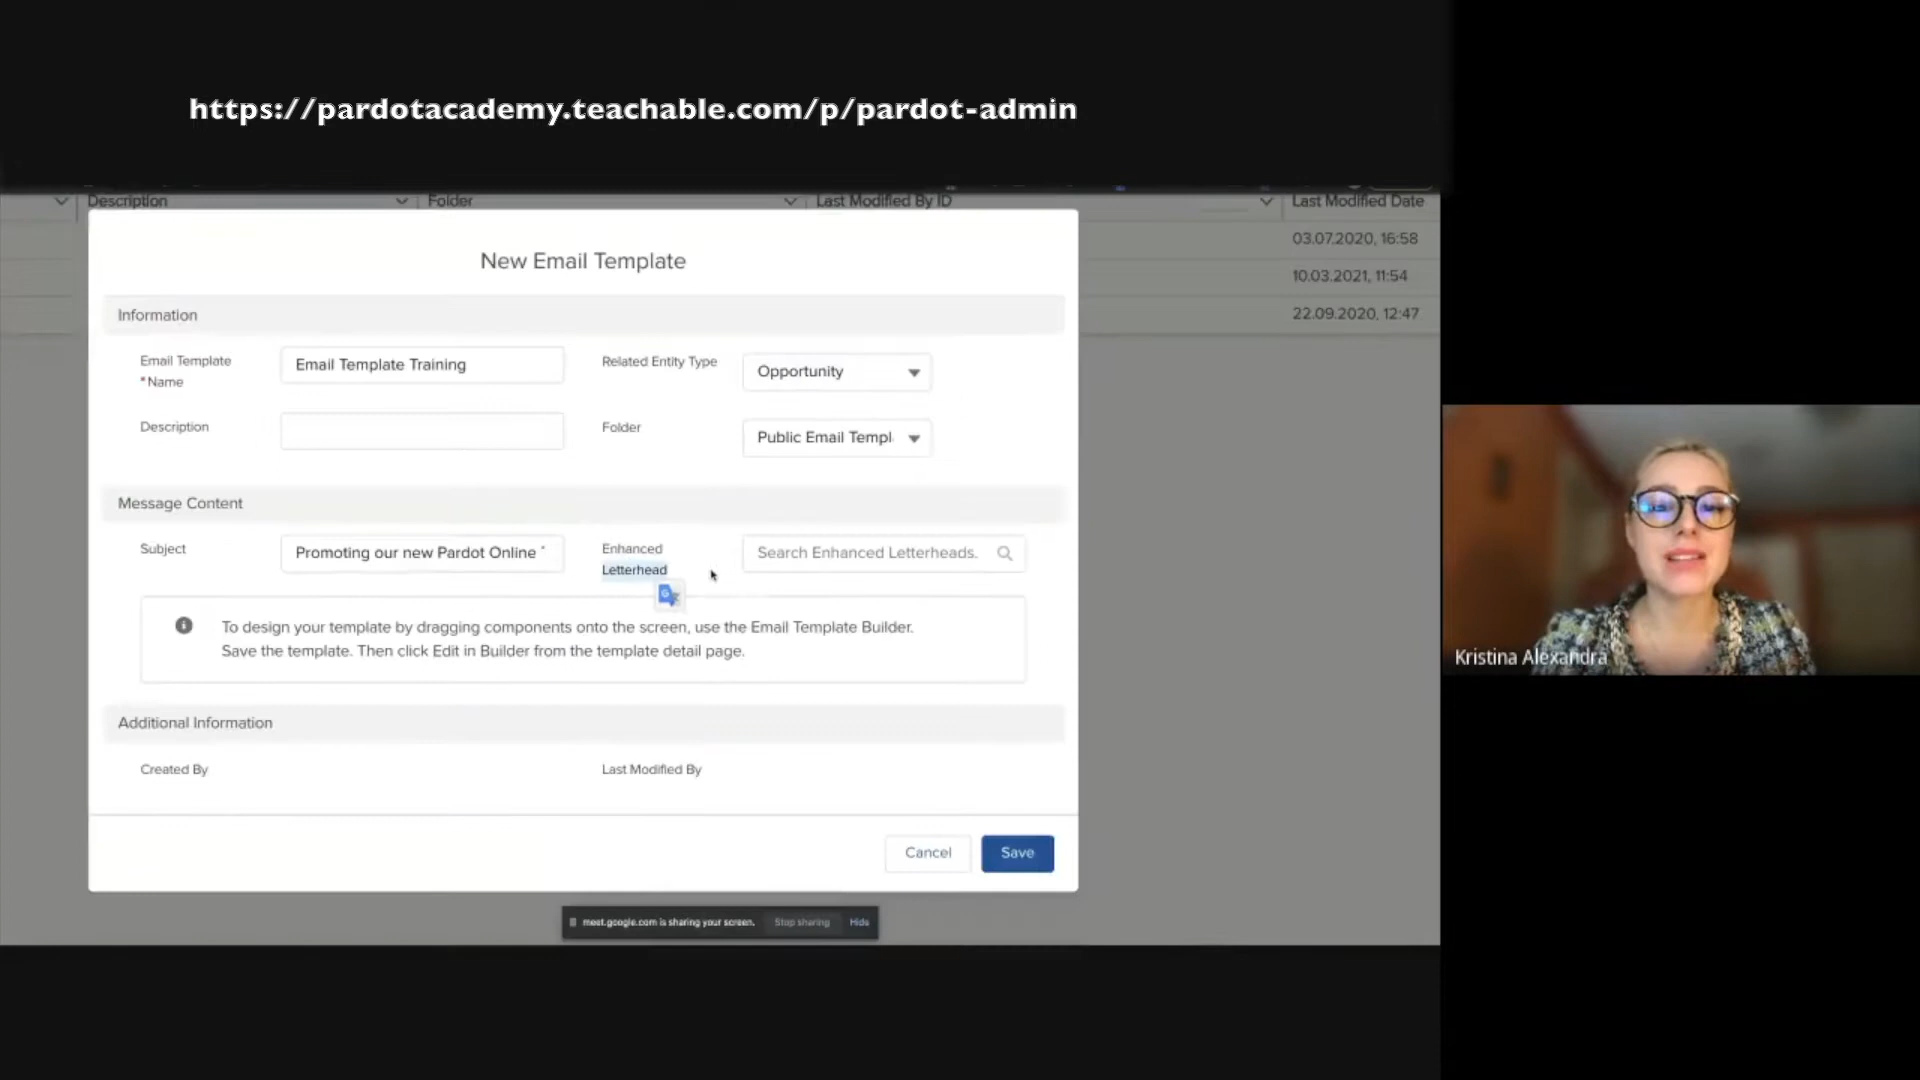 https://pardotacademy.teachable.com/p/pardot-admin
Description Folder Last Modified By ID Last Modified Date
03.07.2020, 16:58
10.03.2021, 11:54
22.09.2020, 12:47
New Email Template
Information
Email Template
*Name
Email Template Training
Related Entity Type
Opportunity
Description
Folder
Public Email Templ
Message Content
Subject
Promoting our new Pardot Online
Enhanced
Letterhead
Search Enhanced Letterheads.
To design your template by dragging components onto the screen, use the Email Template Builder.
Save the template. Then click Edit in Builder from the template detail page.
Additional Information
Created By
Last Modified By
Cancel
Save
meet.google.com is sharing your screen. Stop sharing Hide
Kristina Alexandra